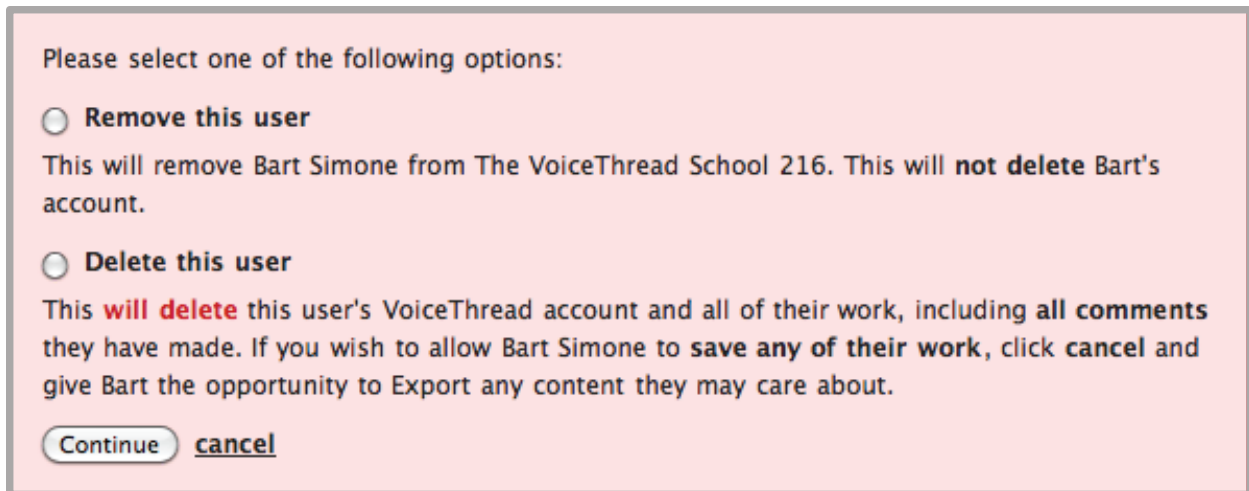 Please select one of the following options:
Remove this user
This will remove Bart Simone from The VoiceThread School 216. This will not delete Bart's
account.
Delete this user
This will delete this user's VoiceThread account and all of their work, including all comments
they have made. If you wish to allow Bart Simone to save any of their work, click cancel and
give Bart the opportunity to Export any content they may care about.
Continue cancel